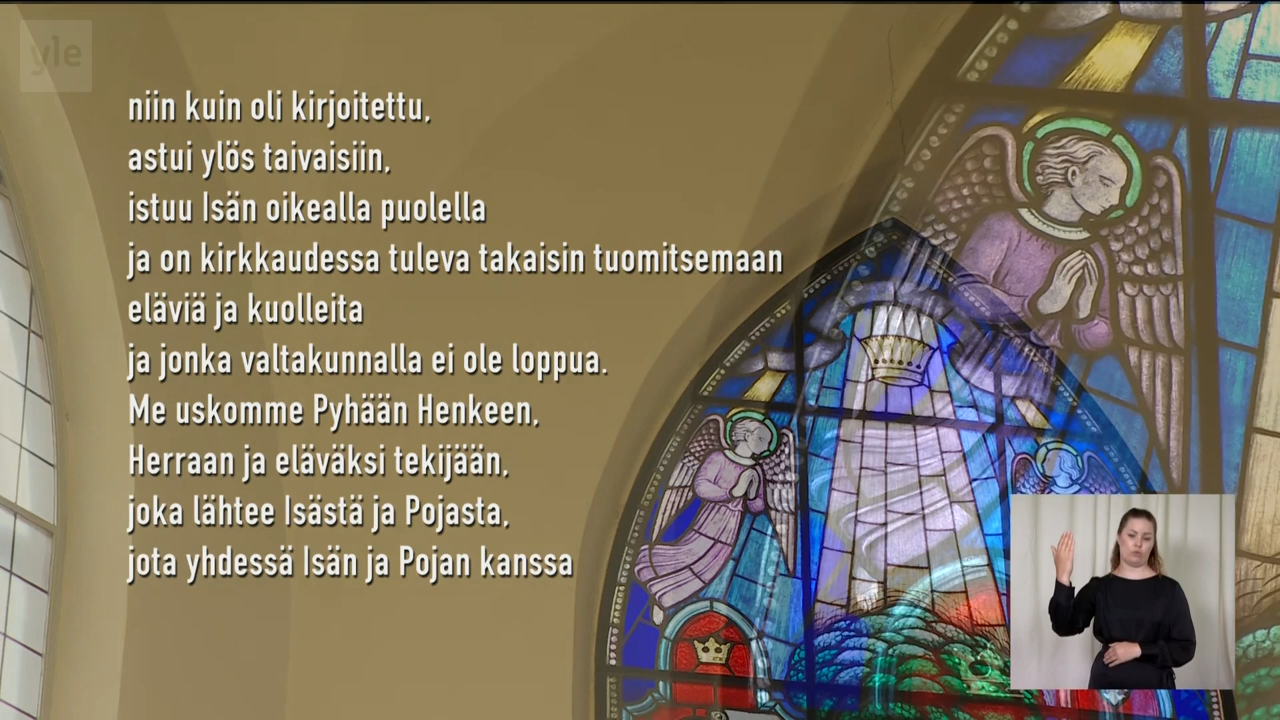 yle
niin kuin oli kirjoitettu,
astui ylös taivaisiin,
istuu Isän oikealla puolella
ja on kirkkaudessa tuleva takaisin tuomitsemaan
eläviä ja kuolleita
ja jonka valtakunnalla ei ole loppua.
Me uskomme Pyhään Henkeen,
Herraan ja eläväksi tekijään,
joka lähtee Isästä ja Pojasta,
jota yhdessä Isän ja Pojan kanssa